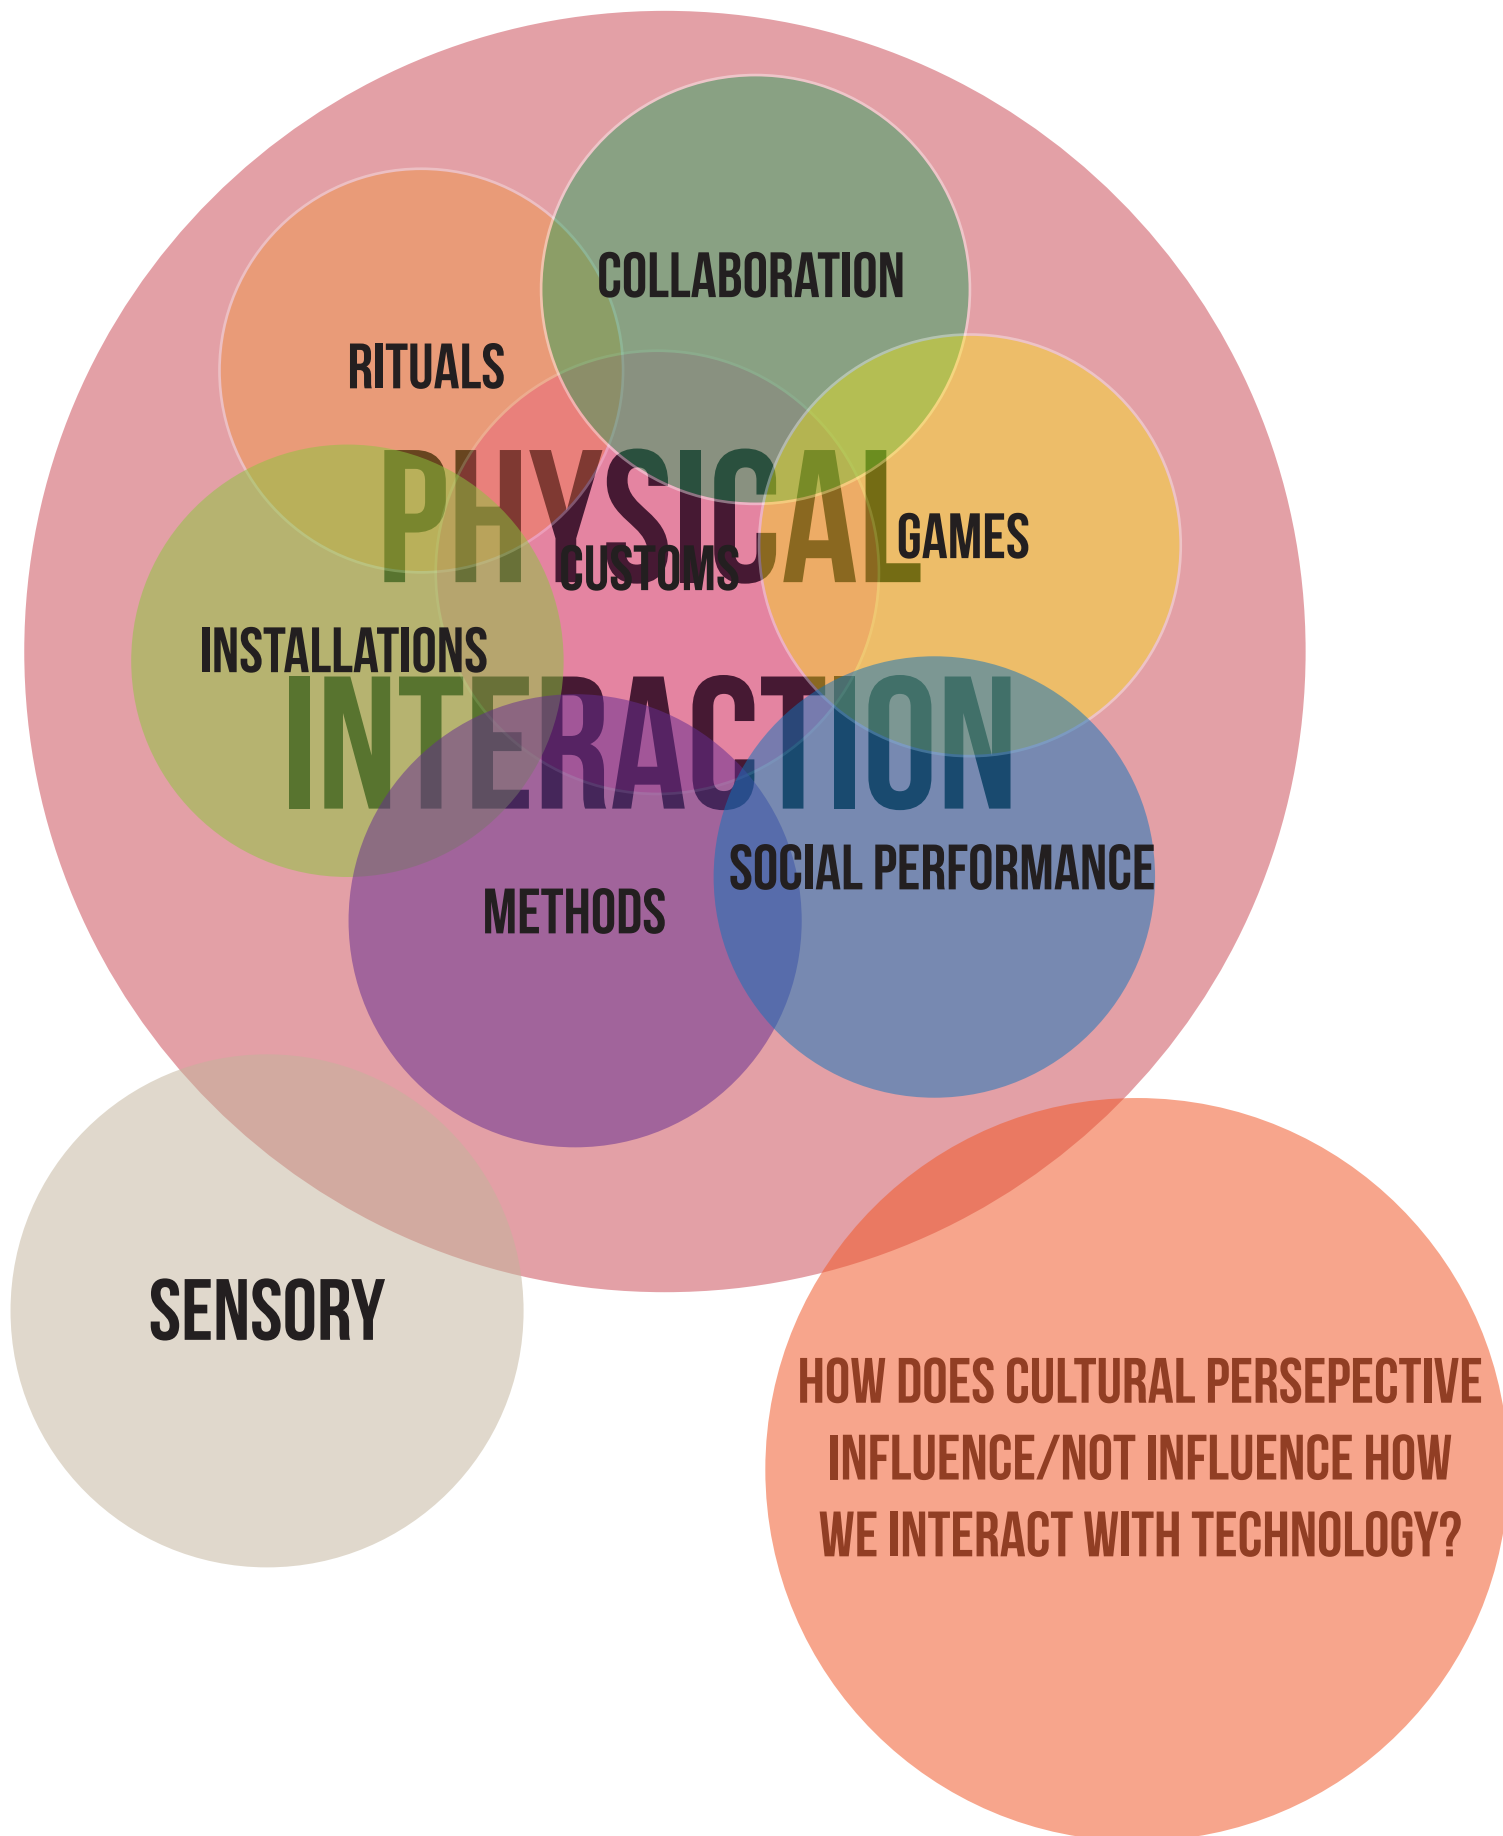 COLLABORATION
RITUALS
PHYSICAL
GAMES
CUSTOMS
INSTALLATIONS
INTERACTION
SOCIAL PERFORMANCE
METHODS
SENSORY
HOW DOES CULTURAL PERSEPECTIVE
INFLUENCE/NOT INFLUENCE HOW
WE INTERACT WITH TECHNOLOGY?